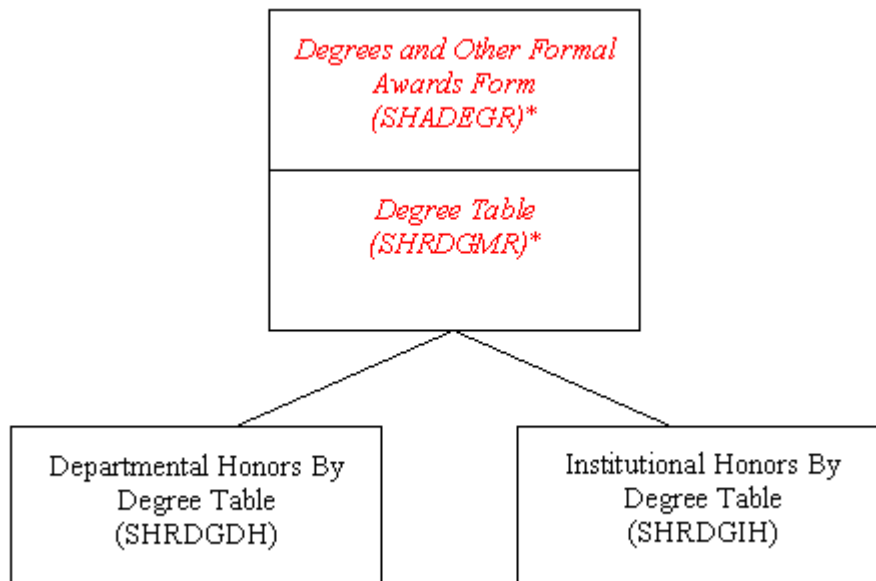 Degrees and Other Formal
Awards Form
(SHADEGR)*
Degree Table
(SHRDGMR)*
Departmental Honors By
Degree Table
(SHRDGDH)
Institutional Honors By
Degree Table
(SHRDGIH)